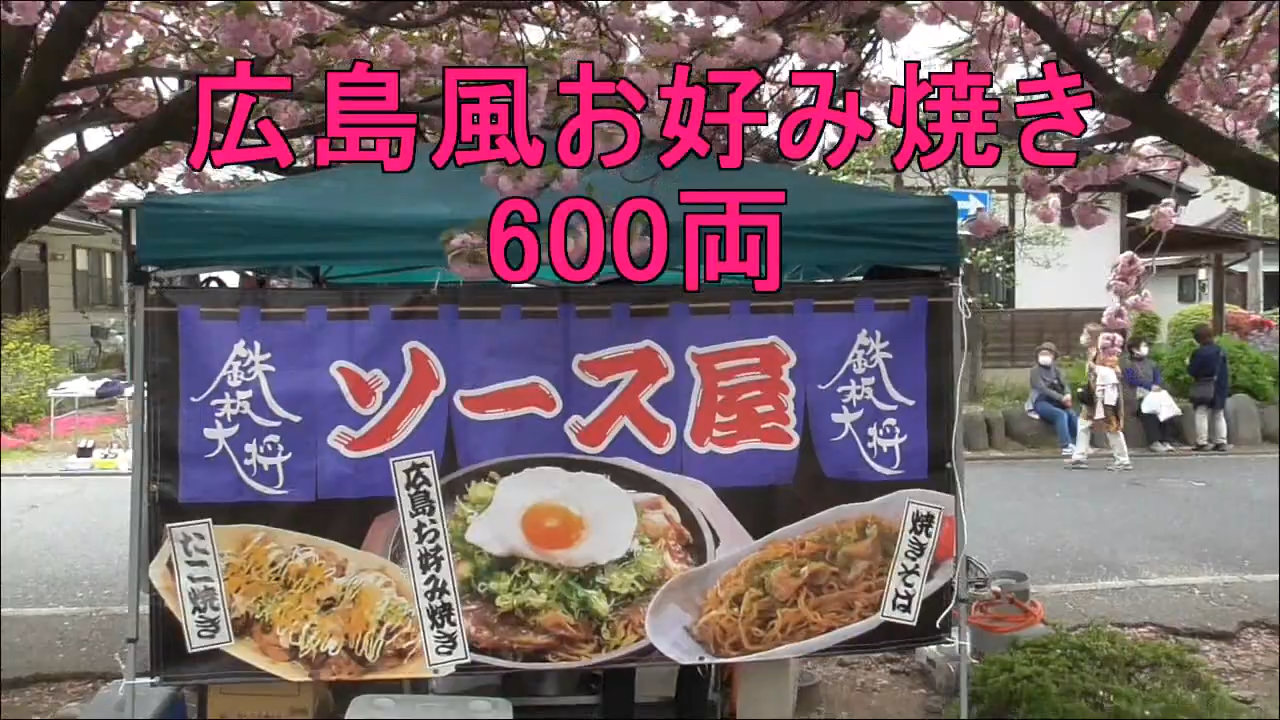 広島風お好み焼き
600両
鉄板大将
ソース屋
鉄板大将
たこ焼き
広島お好み焼き
焼きそば